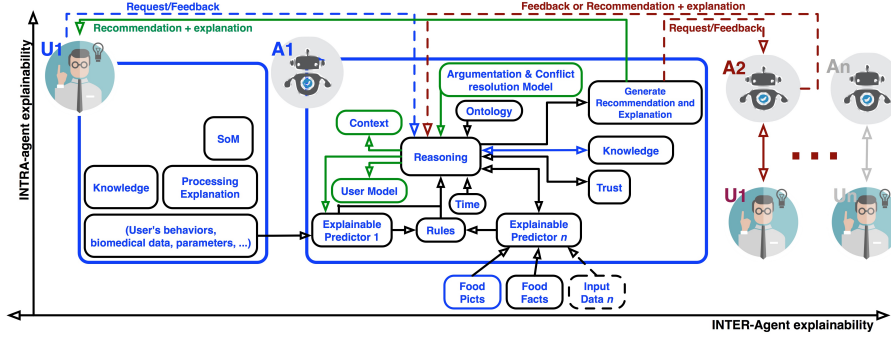 Request/Feedback
Feedback or Recommendation + explanation
Recommendation + explanation
Request/Feedback
U1
A1
A2
An
INTRA-agent explainability
Argumentation & Conflict
resolution Model
Generate
Recommendation and
Explanation
Ontology
Context
SoM
Reasoning
Knowledge
Knowledge
Processing
Explanation
User Model
Trust
Time
U1
Un
(User's behaviors,
biomedical data, parameters, ...)
Explainable
Predictor 1
Rules
Explainable
Predictor n
Food
Picts
Food
Facts
Input
Data n
INTER-Agent explainability